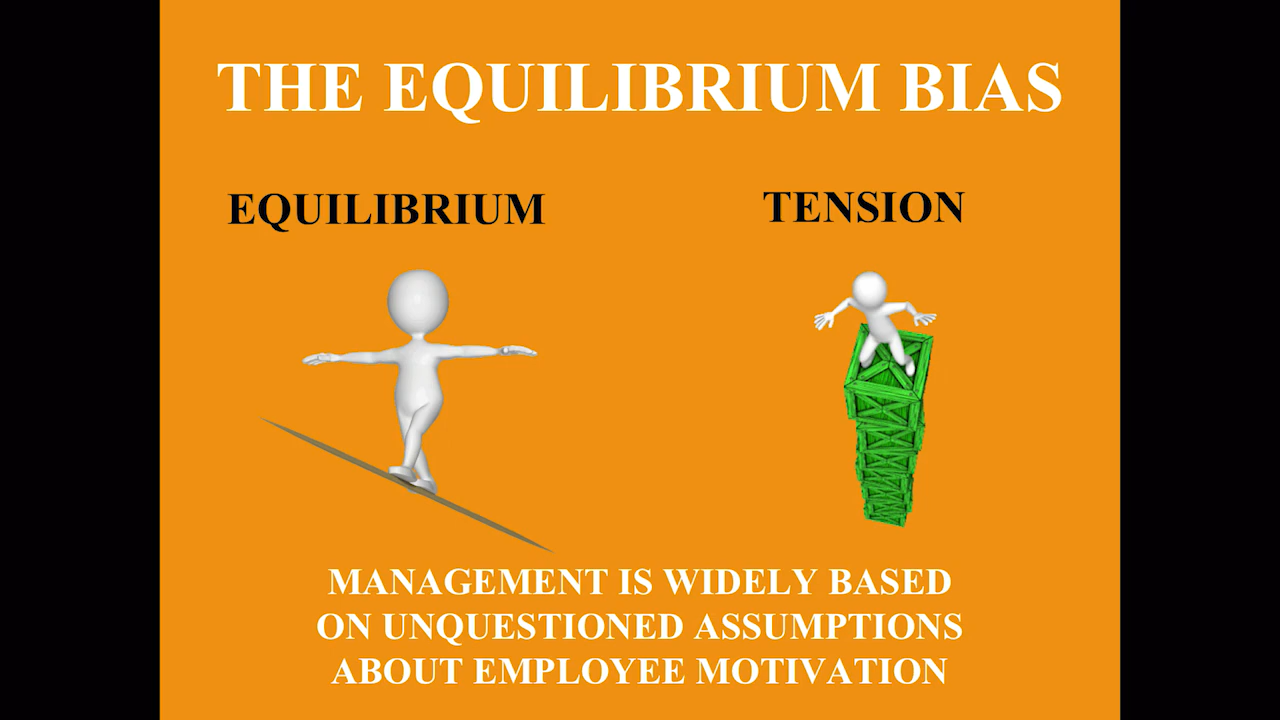 THE EQUILIBRIUM BIAS
EQUILIBRIUM
TENSION
MANAGEMENT IS WIDELY BASED
ON UNQUESTIONED ASSUMPTIONS
ABOUT EMPLOYEE MOTIVATION